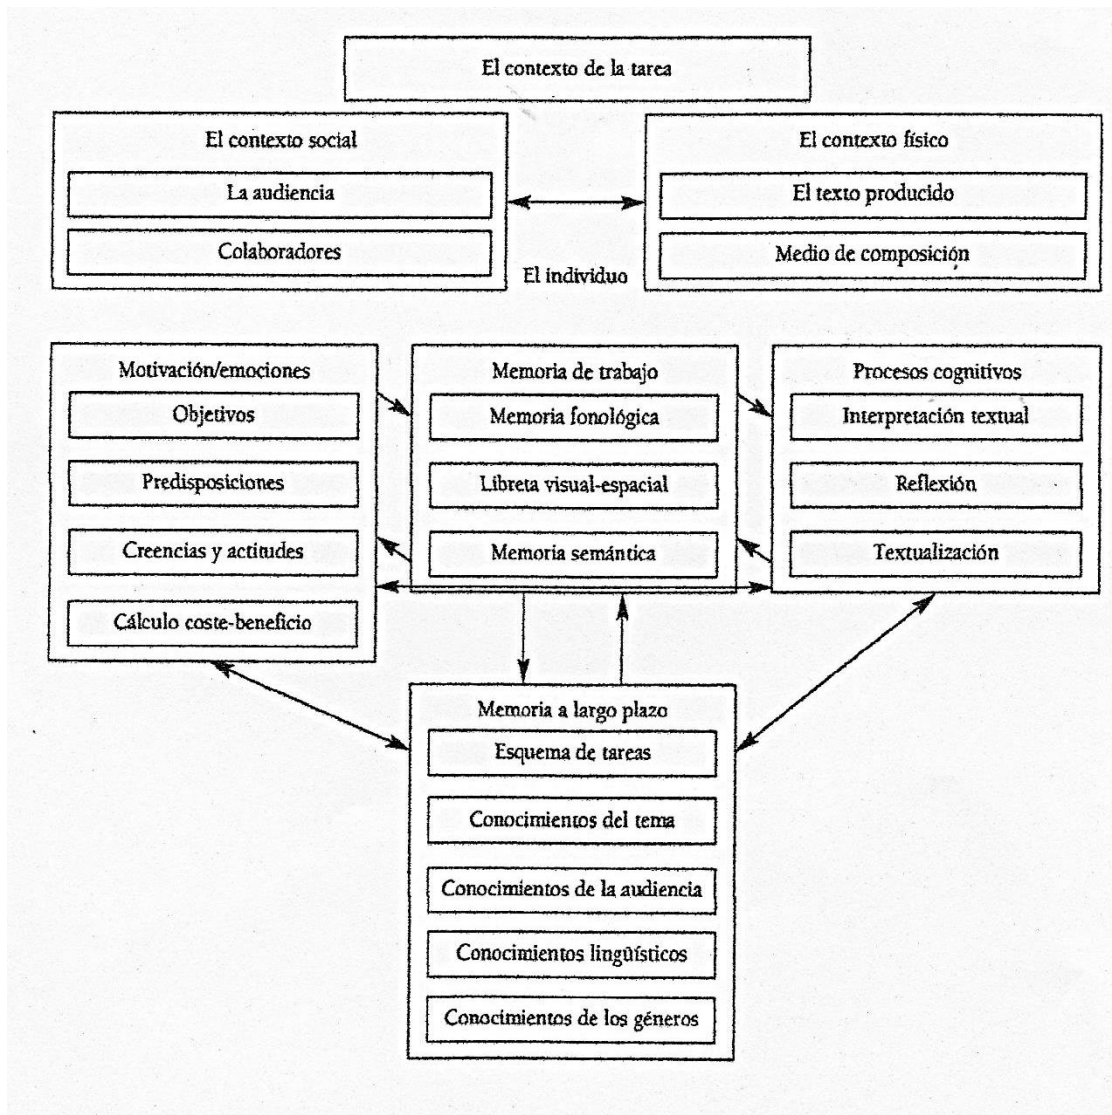 El contexto de la tarea
El contexto social
La audiencia
Colaboradores
El contexto físico
El texto producido
Medio de composición
El individuo
Motivación/emociones
Objetivos
Predisposiciones
Creencias y actitudes
Cálculo coste-beneficio
Memoria de trabajo
Memoria fonológica
Libreta visual-espacial
Memoria semántica
Procesos cognitivos
Interpretación textual
Reflexión
Textualización
Memoria a largo plazo
Esquema de tareas
Conocimientos del tema
Conocimientos de la audiencia
Conocimientos lingüísticos
Conocimientos de los géneros